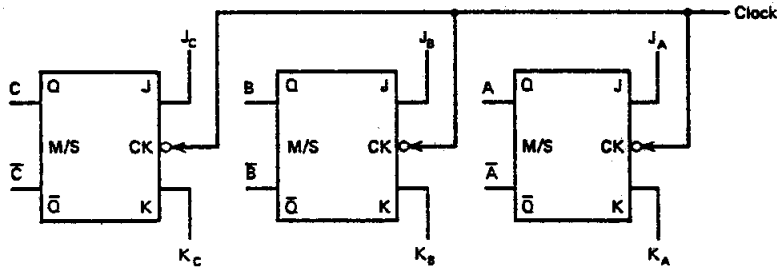 Clock
J_C J_B J_A
C Q J B Q J A Q J
M/S CK M/S CK M/S CK
C̅ Q̅ K B̅ Q̅ K A̅ Q̅ K
K_C K_B K_A